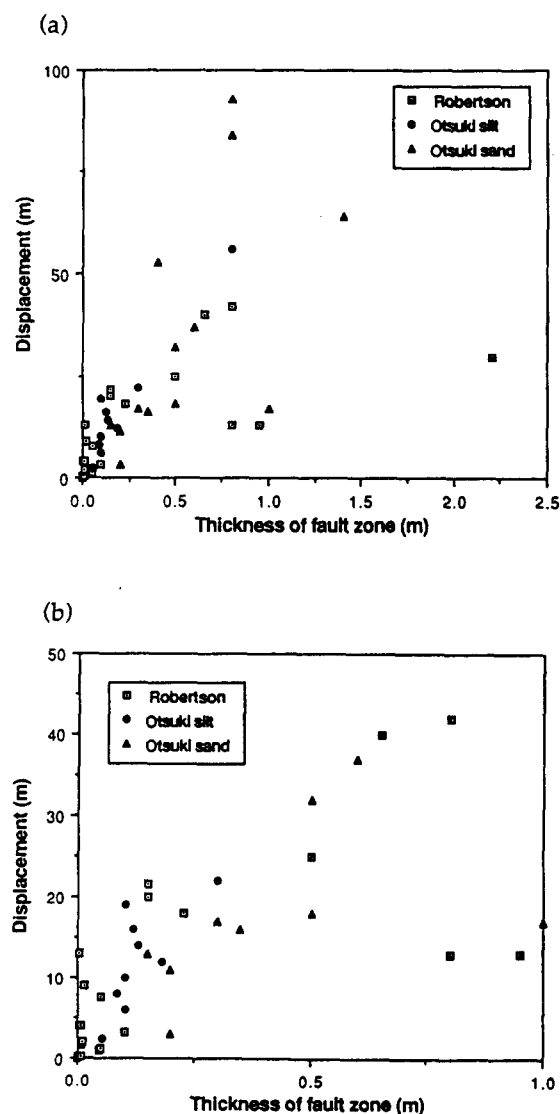 (a)
100
50
0
Displacement (m)
Robertson
Otsuki silt
Otsuki sand
0.0 0.5 1.0 1.5 2.0 2.5
Thickness of fault zone (m)
(b)
50
40
30
20
10
0
Displacement (m)
Robertson
Otsuki silt
Otsuki sand
0.0 0.5 1.0
Thickness of fault zone (m)